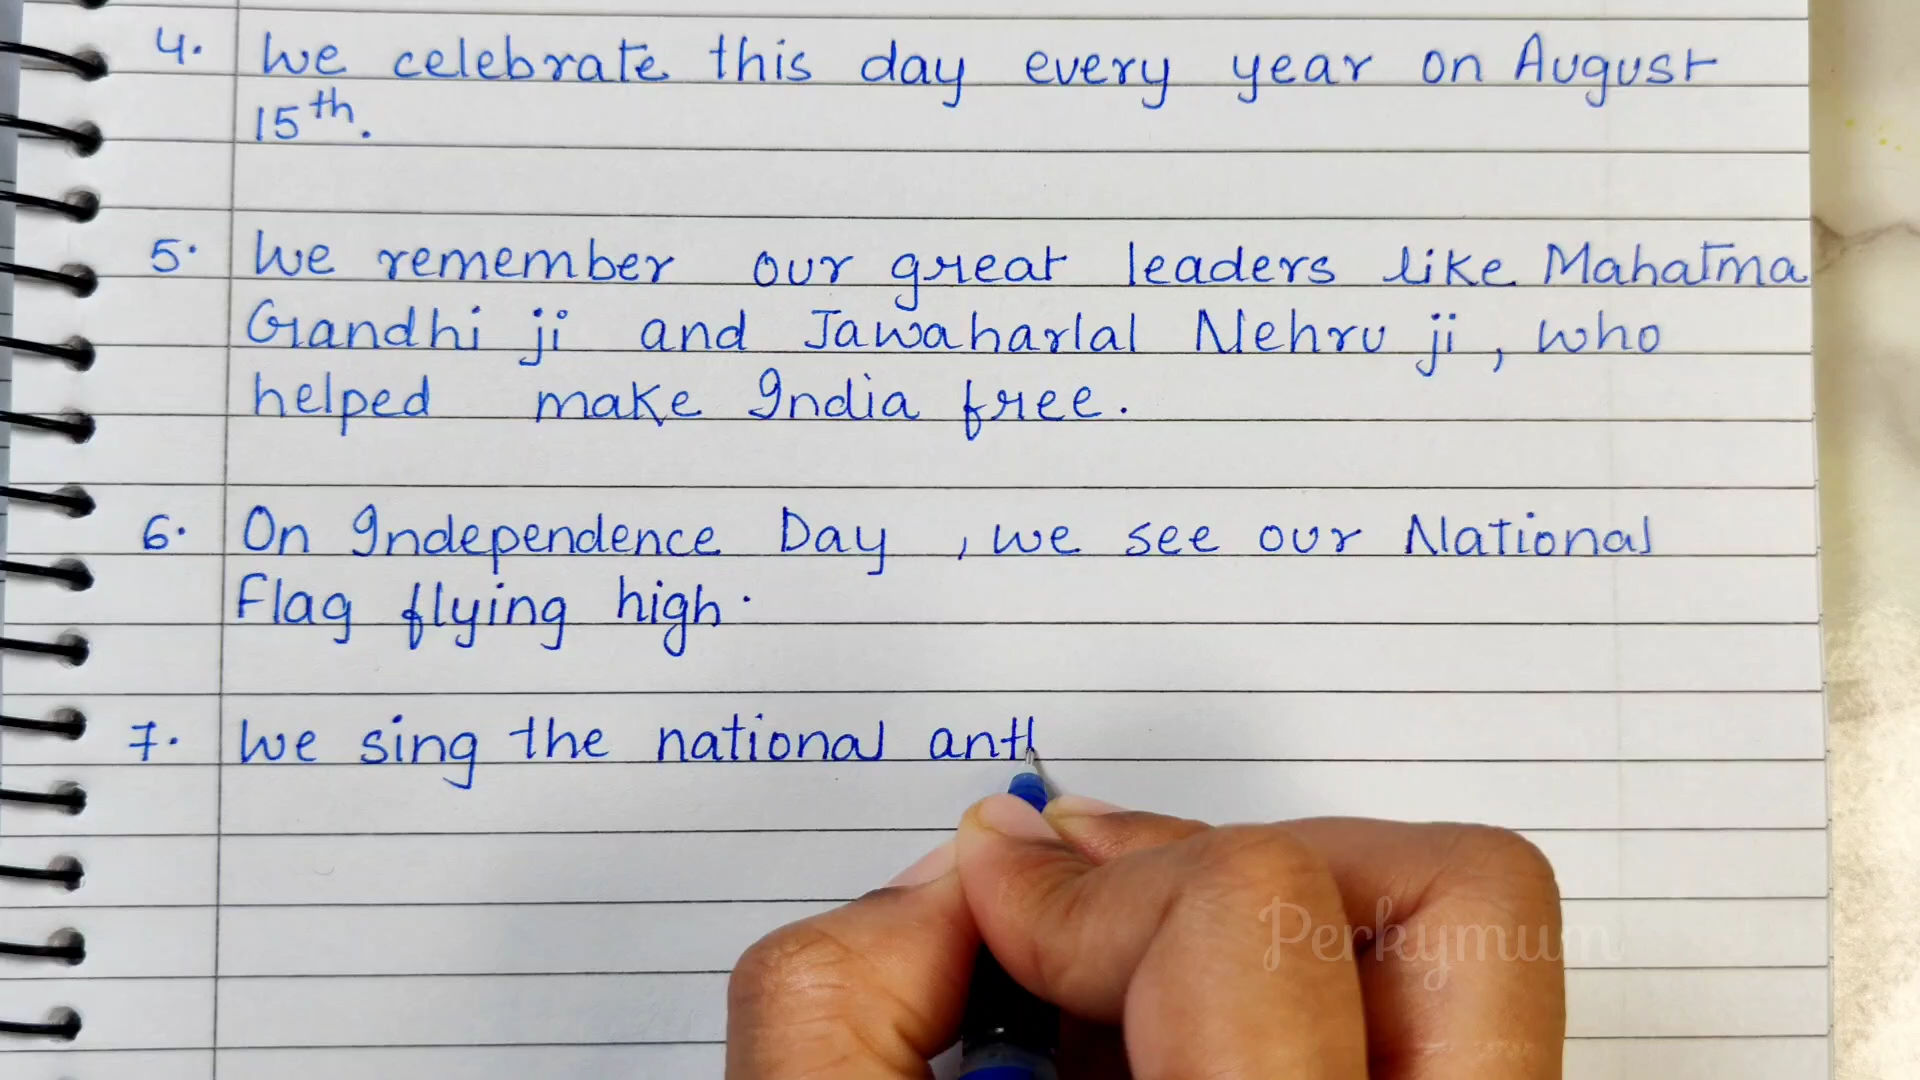 4. We celebrate this day every year on August
15th.
5. We remember our great leaders like Mahatma
Gandhi ji and Jawaharlal Nehru ji, who
helped make India free.
6. On Independence Day, we see our National
Flag flying high.
7. We sing the national anth
Perkymum